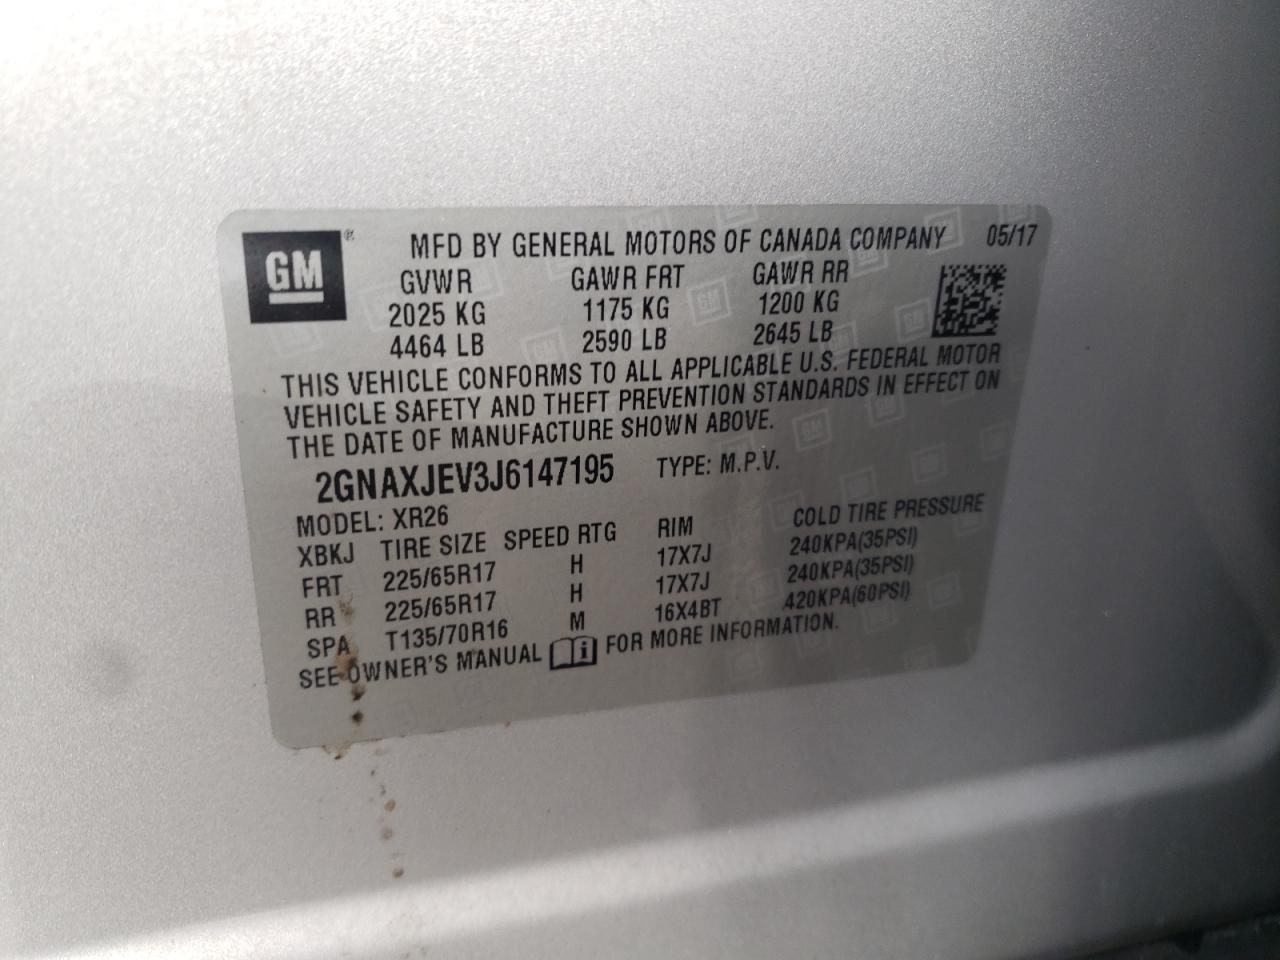 GM ®
MFD BY GENERAL MOTORS OF CANADA COMPANY 05/17
GVWR GAWR FRT GAWR RR
2025 KG 1175 KG 1200 KG
4464 LB 2590 LB 2645 LB
THIS VEHICLE CONFORMS TO ALL APPLICABLE U.S. FEDERAL MOTOR
VEHICLE SAFETY AND THEFT PREVENTION STANDARDS IN EFFECT ON
THE DATE OF MANUFACTURE SHOWN ABOVE.
2GNAXJEV3J6147195 TYPE: M.P.V.
MODEL: XR26
XBKJ TIRE SIZE SPEED RTG RIM COLD TIRE PRESSURE
FRT 225/65R17 H 17X7J 240KPA(35PSI)
RR 225/65R17 H 17X7J 240KPA(35PSI)
SPA T135/70R16 M 16X4BT 420KPA(60PSI)
SEE OWNER'S MANUAL i FOR MORE INFORMATION.